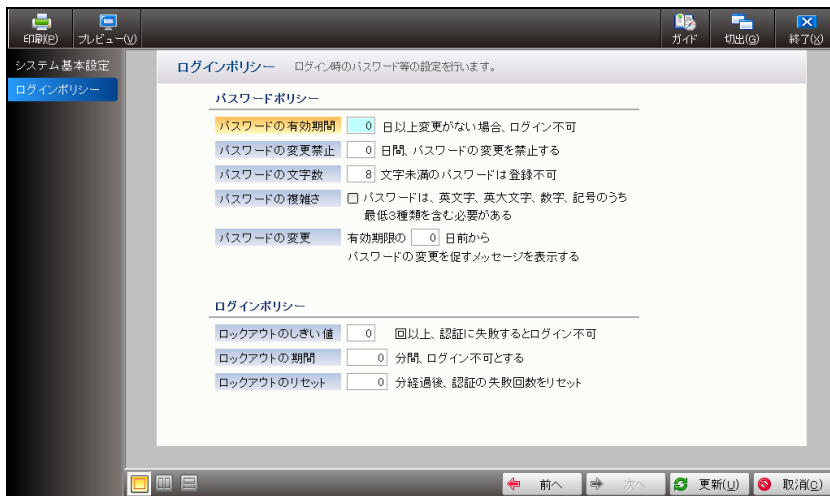 印刷(P) プレビュー(V) ガイド 切出(G) 終了(X)
システム基本設定
ログインポリシー
ログインポリシー ログイン時のパスワード等の設定を行います。
パスワードポリシー
パスワードの有効期間 0 日以上変更がない場合、ログイン不可
パスワードの変更禁止 0 日間、パスワードの変更を禁止する
パスワードの文字数 8 文字未満のパスワードは登録不可
パスワードの複雑さ パスワードは、英文字、英大文字、数字、記号のうち
最低3種類を含む必要がある
パスワードの変更 有効期限の 0 日前から
パスワードの変更を促すメッセージを表示する
ログインポリシー
ロックアウトのしきい値 0 回以上、認証に失敗するとログイン不可
ロックアウトの期間 0 分間、ログイン不可とする
ロックアウトのリセット 0 分経過後、認証の失敗回数をリセット
前へ 次へ 更新(U) 取消(C)